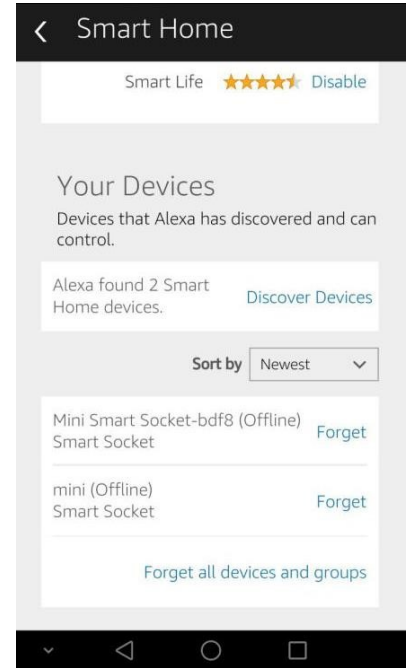 Smart Home
Smart Life Disable
Your Devices
Devices that Alexa has discovered and can
control.
Alexa found 2 Smart
Home devices.
Discover Devices
Sort by Newest
Mini Smart Socket-bdf8 (Offline)
Smart Socket
Forget
mini (Offline)
Smart Socket
Forget
Forget all devices and groups